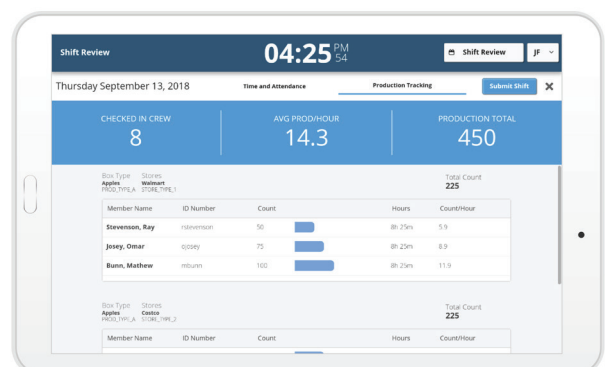 Shift Review
04:25 PM 54
Shift Review
JF
Thursday September 13, 2018
Time and Attendance
Production Tracking
Submit Shift
CHECKED IN CREW
8
AVG PROD/HOUR
14.3
PRODUCTION TOTAL
450
Box Type Stores
Apples Walmart
PROD_TYPE_A STORE_TYPE_1
Total Count
225
Member Name ID Number Count Hours Count/Hour
Stevenson, Ray rstevenson 50 8h 25m 5.9
Josey, Omar ojosey 75 8h 25m 8.9
Bunn, Mathew mbunn 100 8h 25m 11.9
Box Type Stores
Apples Costco
PROD_TYPE_A STORE_TYPE_2
Total Count
225
Member Name ID Number Count Hours Count/Hour